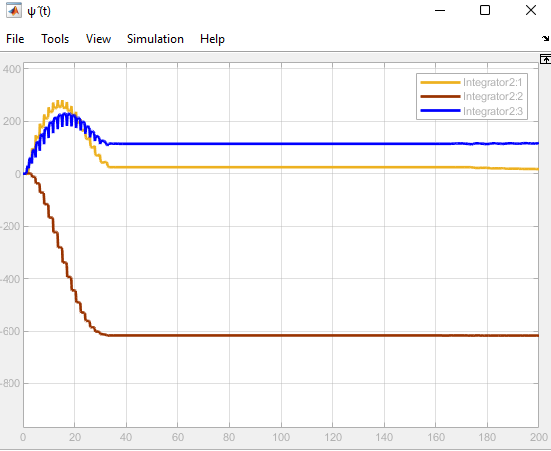 ψ ̃(t)
File Tools View Simulation Help
400
200
0
-200
-400
-600
-800
0 20 40 60 80 100 120 140 160 180 200
Integrator2:1
Integrator2:2
Integrator2:3